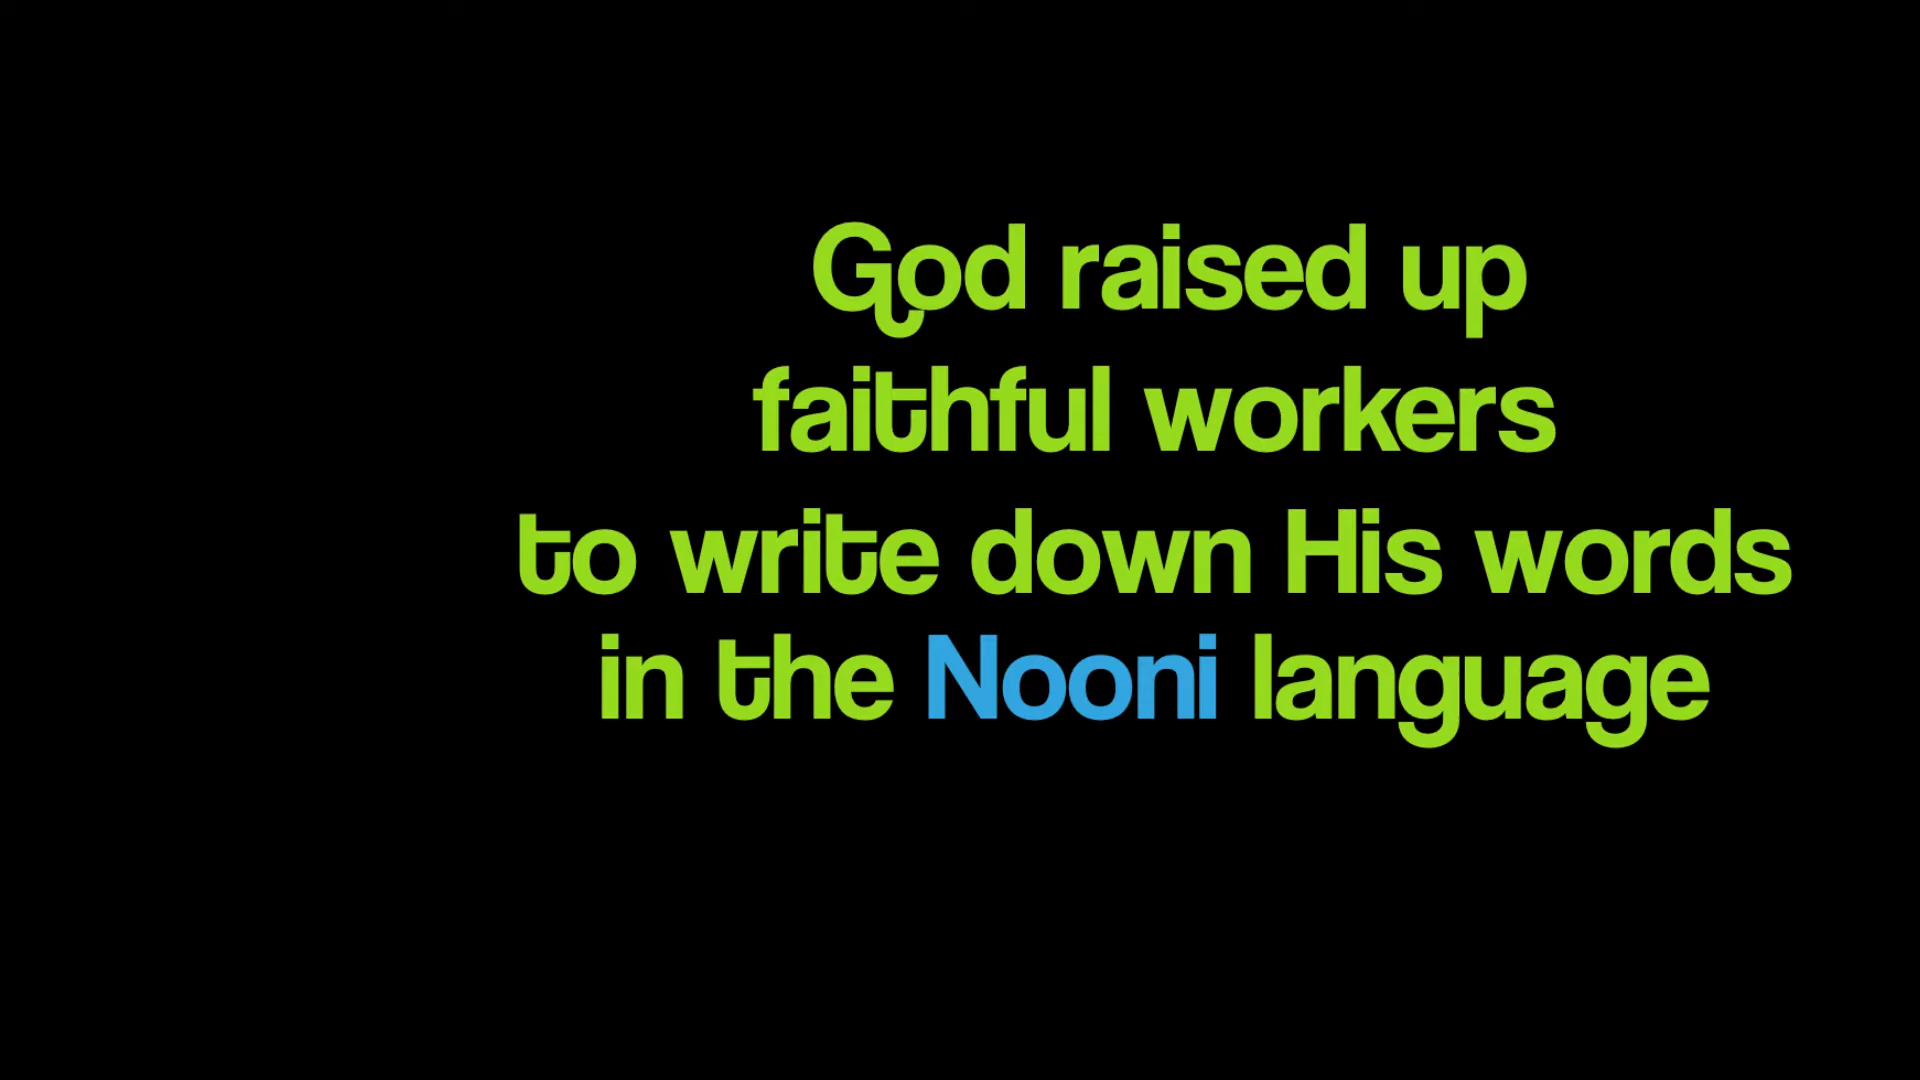 God raised up
faithful workers
to write down His words
in the Nooni language